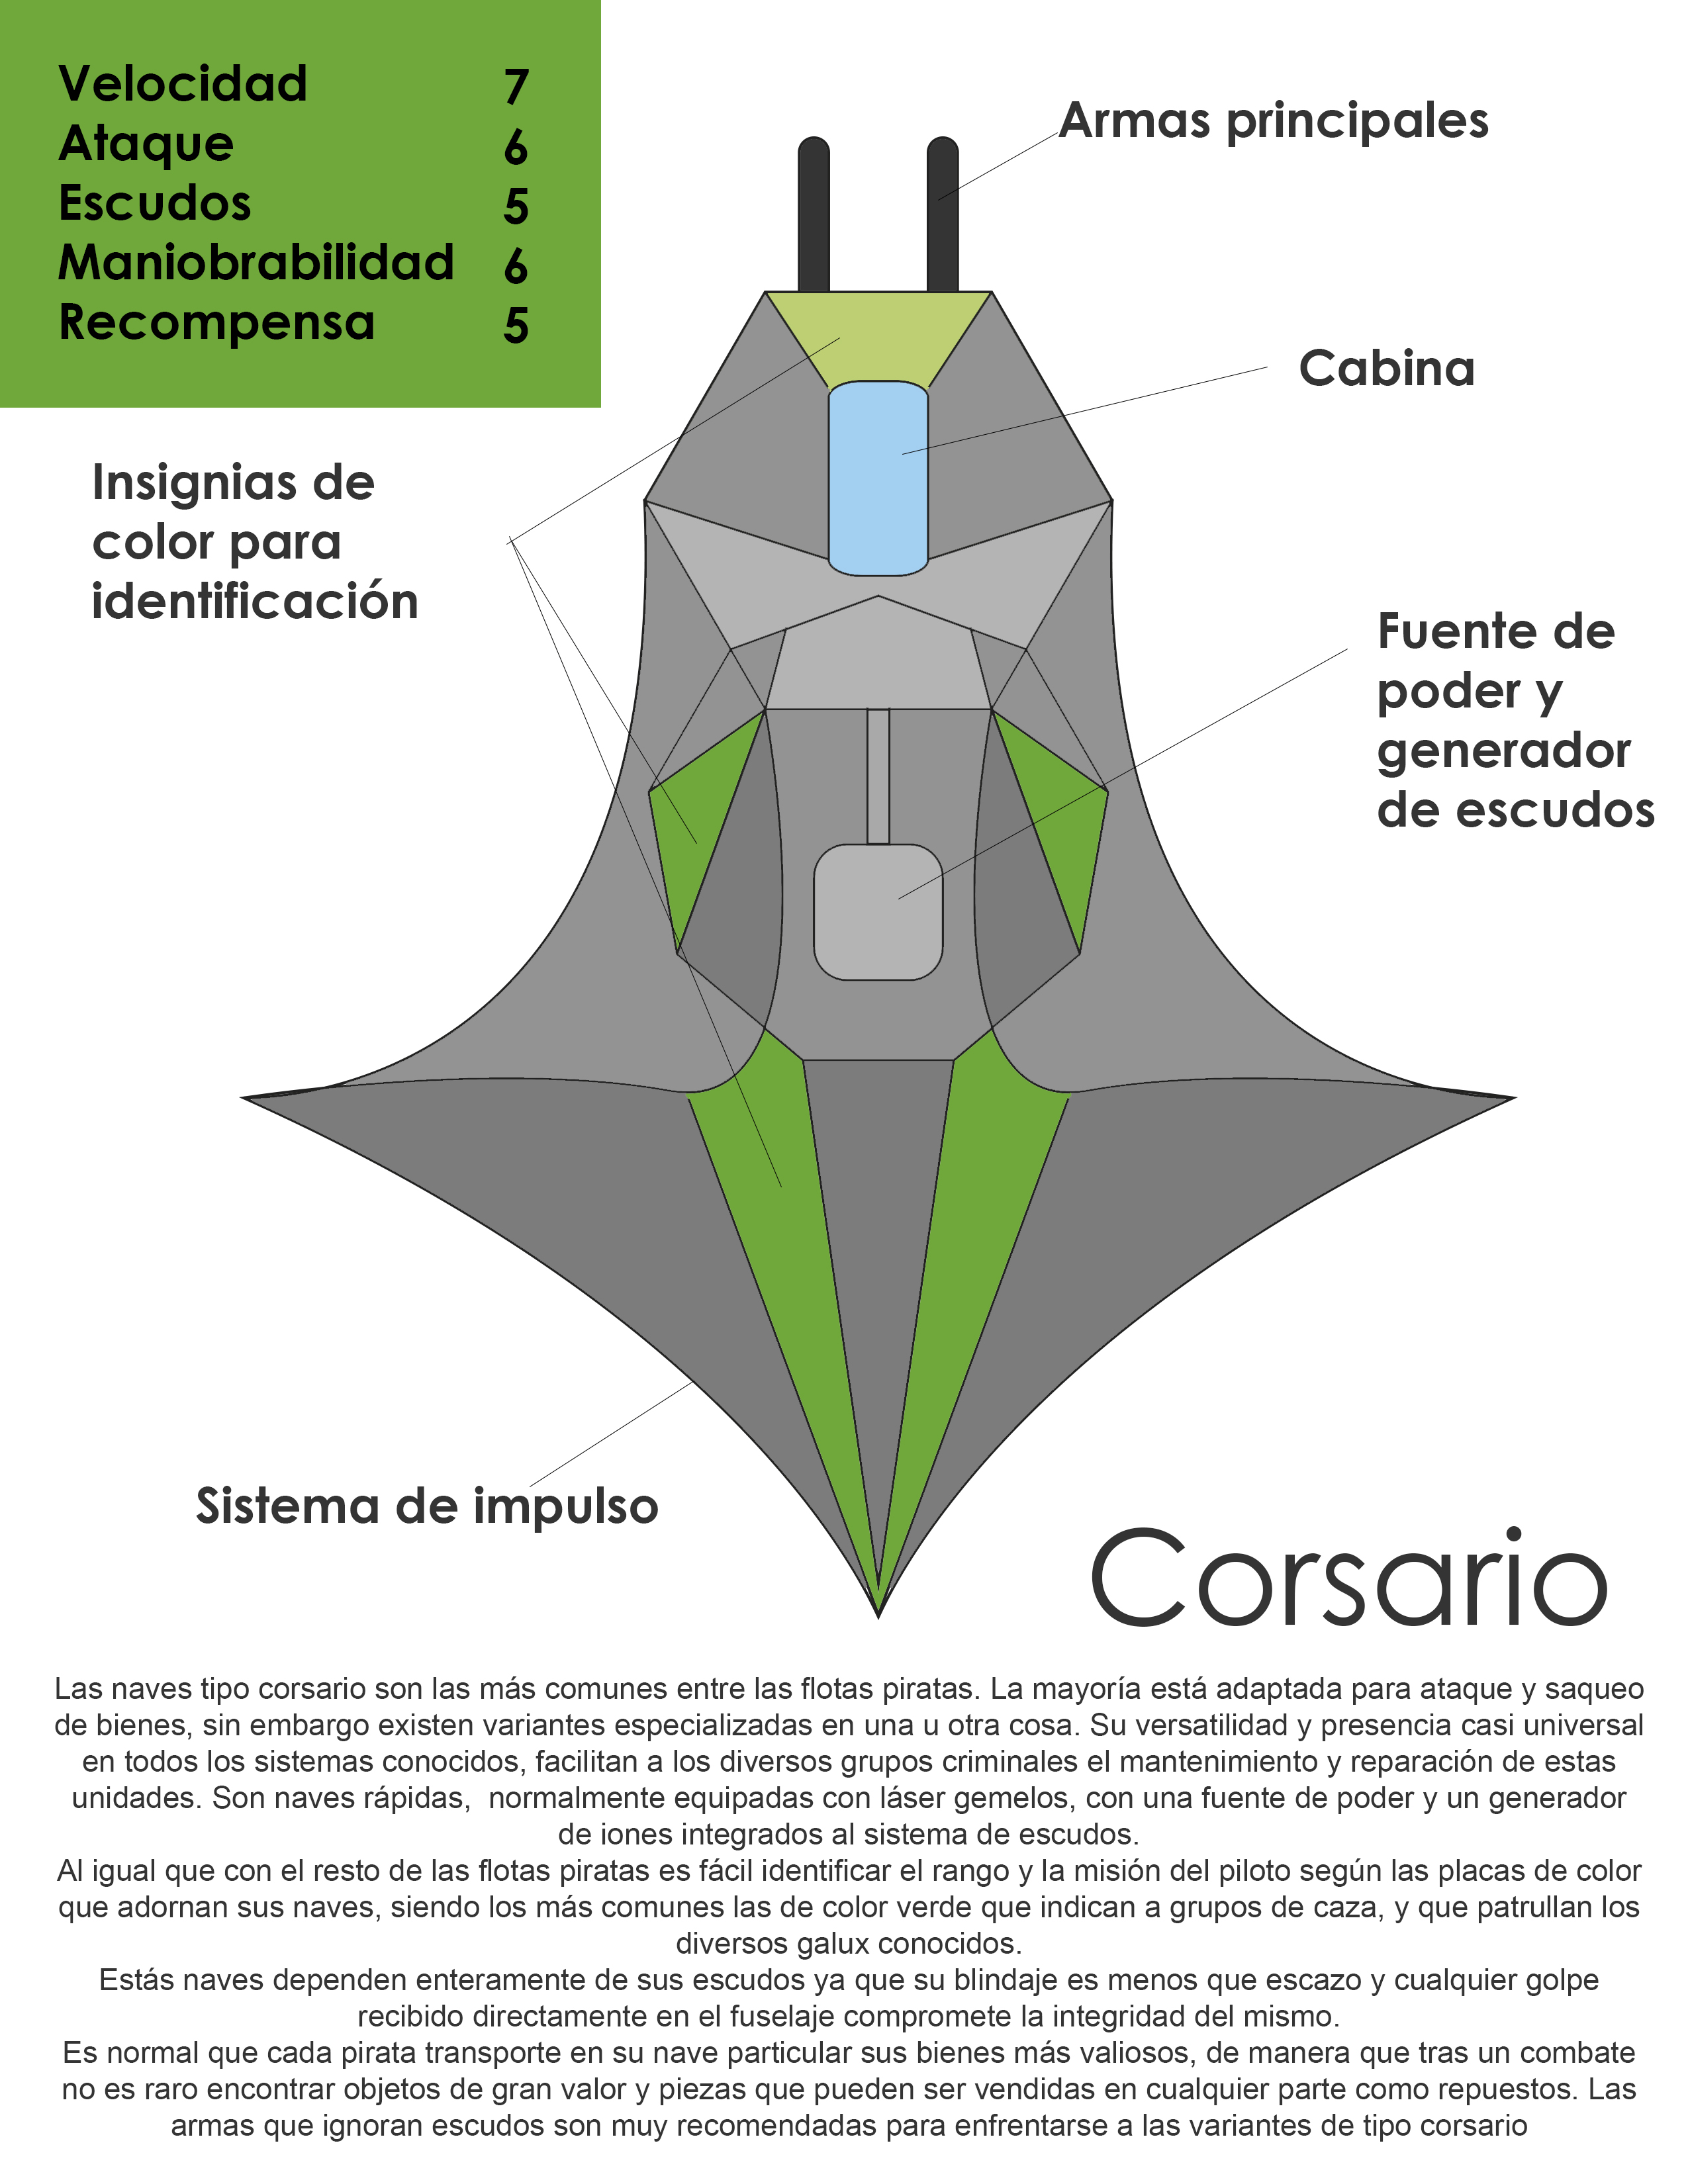 Velocidad 7
Ataque 6
Escudos 5
Maniobrabilidad 6
Recompensa 5
Armas principales
Cabina
Insignias de
color para
identificación
Fuente de
poder y
generador
de escudos
Sistema de impulso
Corsario
Las naves tipo corsario son las más comunes entre las flotas piratas. La mayoría está adaptada para ataque y saqueo
de bienes, sin embargo existen variantes especializadas en una u otra cosa. Su versatilidad y presencia casi universal
en todos los sistemas conocidos, facilitan a los diversos grupos criminales el mantenimiento y reparación de estas
unidades. Son naves rápidas,  normalmente equipadas con láser gemelos, con una fuente de poder y un generador
de iones integrados al sistema de escudos.
Al igual que con el resto de las flotas piratas es fácil identificar el rango y la misión del piloto según las placas de color
que adornan sus naves, siendo los más comunes las de color verde que indican a grupos de caza, y que patrullan los
diversos galux conocidos.
Estás naves dependen enteramente de sus escudos ya que su blindaje es menos que escazo y cualquier golpe
recibido directamente en el fuselaje compromete la integridad del mismo.
Es normal que cada pirata transporte en su nave particular sus bienes más valiosos, de manera que tras un combate
no es raro encontrar objetos de gran valor y piezas que pueden ser vendidas en cualquier parte como repuestos. Las
armas que ignoran escudos son muy recomendadas para enfrentarse a las variantes de tipo corsario